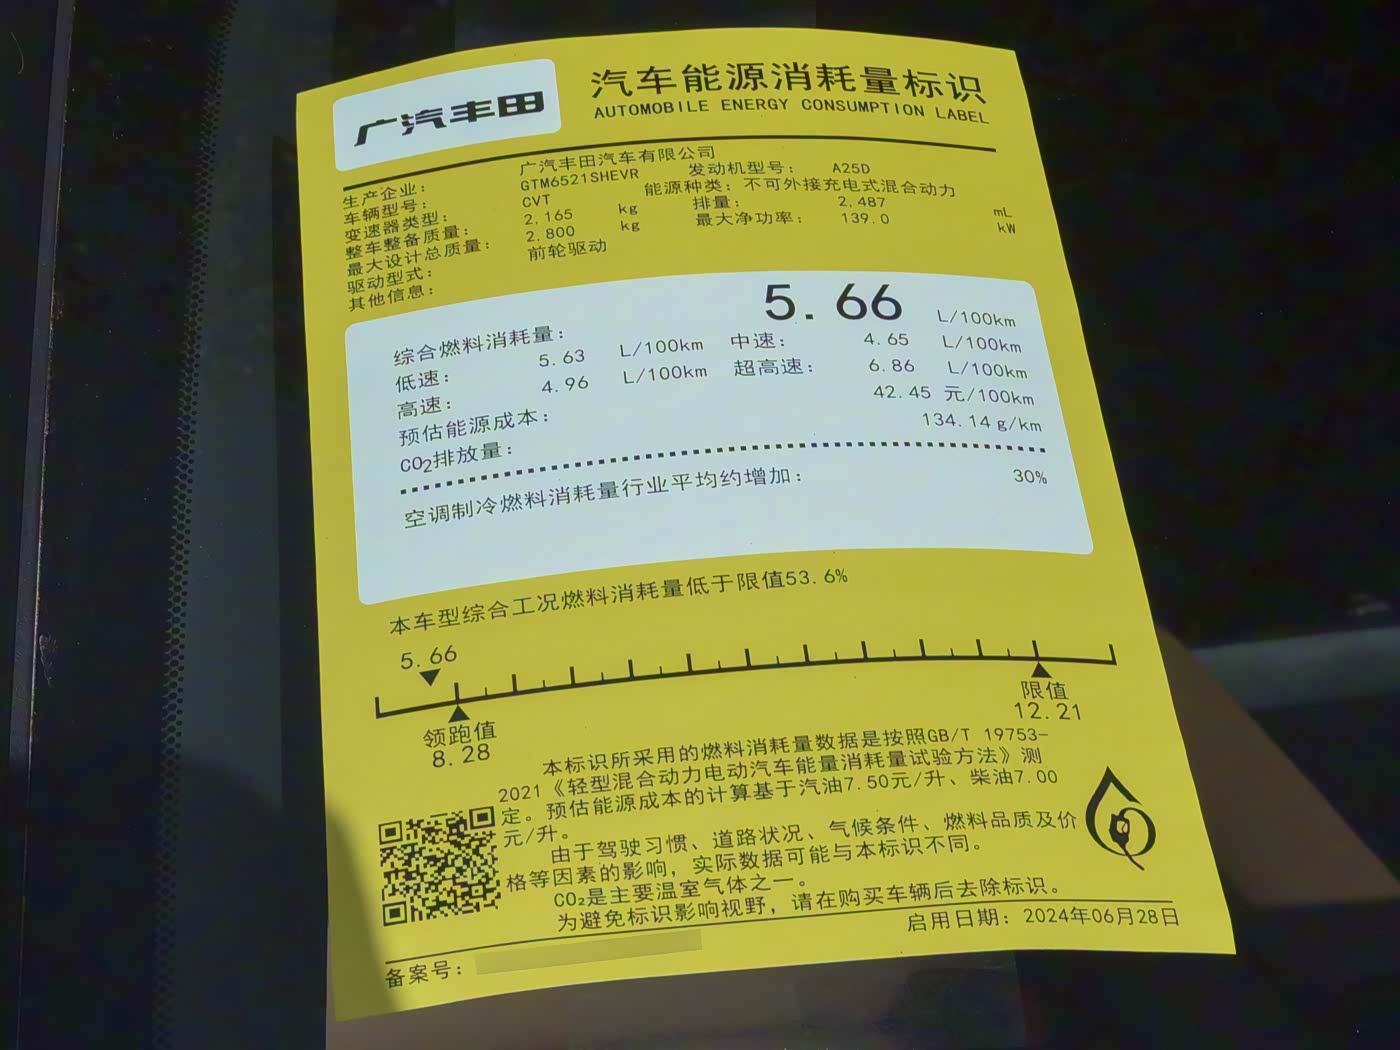 广汽丰田
汽车能源消耗量标识
AUTOMOBILE ENERGY CONSUMPTION LABEL
生产企业: 广汽丰田汽车有限公司
车辆型号: GTM6521SHEVR 发动机型号: A25D
变速器类型: CVT 能源种类: 不可外接充电式混合动力
整车整备质量: 2,165 kg 排量: 2,487 mL
最大设计总质量: 2,800 kg 最大净功率: 139.0 kW
驱动型式: 前轮驱动
其他信息:
综合燃料消耗量: 5.66 L/100km
低速: 5.63 L/100km 中速: 4.65 L/100km
高速: 4.96 L/100km 超高速: 6.86 L/100km
预估能源成本: 42.45 元/100km
CO2排放量: 134.14 g/km
空调制冷燃料消耗量行业平均约增加: 30%
本车型综合工况燃料消耗量低于限值53.6%
5.66
领跑值
8.28
限值
12.21
本标识所采用的燃料消耗量数据是按照GB/T 19753-
2021《轻型混合动力电动汽车能量消耗量试验方法》测
定。预估能源成本的计算基于汽油7.50元/升、柴油7.00
元/升。
由于驾驶习惯、道路状况、气候条件、燃料品质及价
格等因素的影响，实际数据可能与本标识不同。
CO₂是主要温室气体之一。
为避免标识影响视野，请在购买车辆后去除标识。
备案号:
启用日期: 2024年06月28日